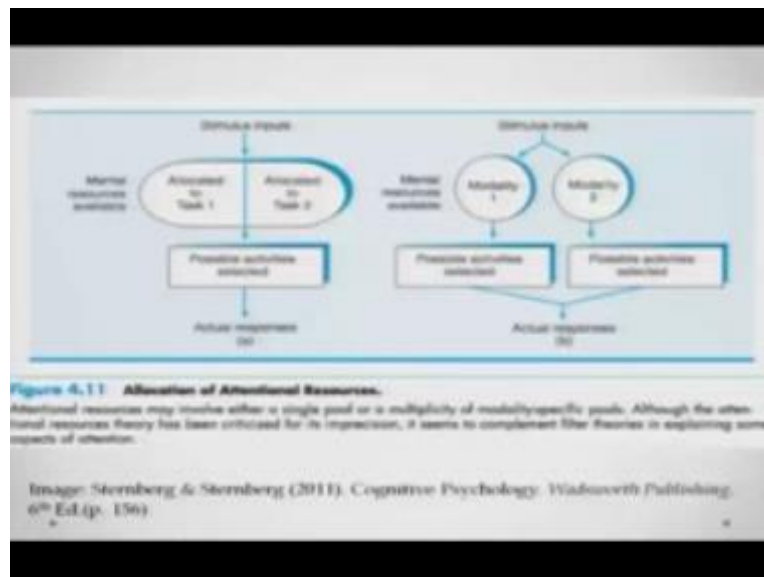 Stimulus inputs
Mental
resources
available
Allocated
to
Task 1
Allocated
to
Task 2
Possible activities
selected
Actual responses
(a)
Stimulus inputs
Mental
resources
available
Modality
1
Modality
2
Possible activities
selected
Possible activities
selected
Actual responses
(b)
Figure 4.11 Allocation of Attentional Resources.
Attentional resources may involve either a single pool or a multiplicity of modality-specific pools. Although the atten-
tional resources theory has been criticized for its imprecision, it seems to complement filter theories in explaining some
aspects of attention.
Image: Sternberg & Sternberg (2011). Cognitive Psychology. Wadsworth Publishing.
6th Ed.(p. 156)